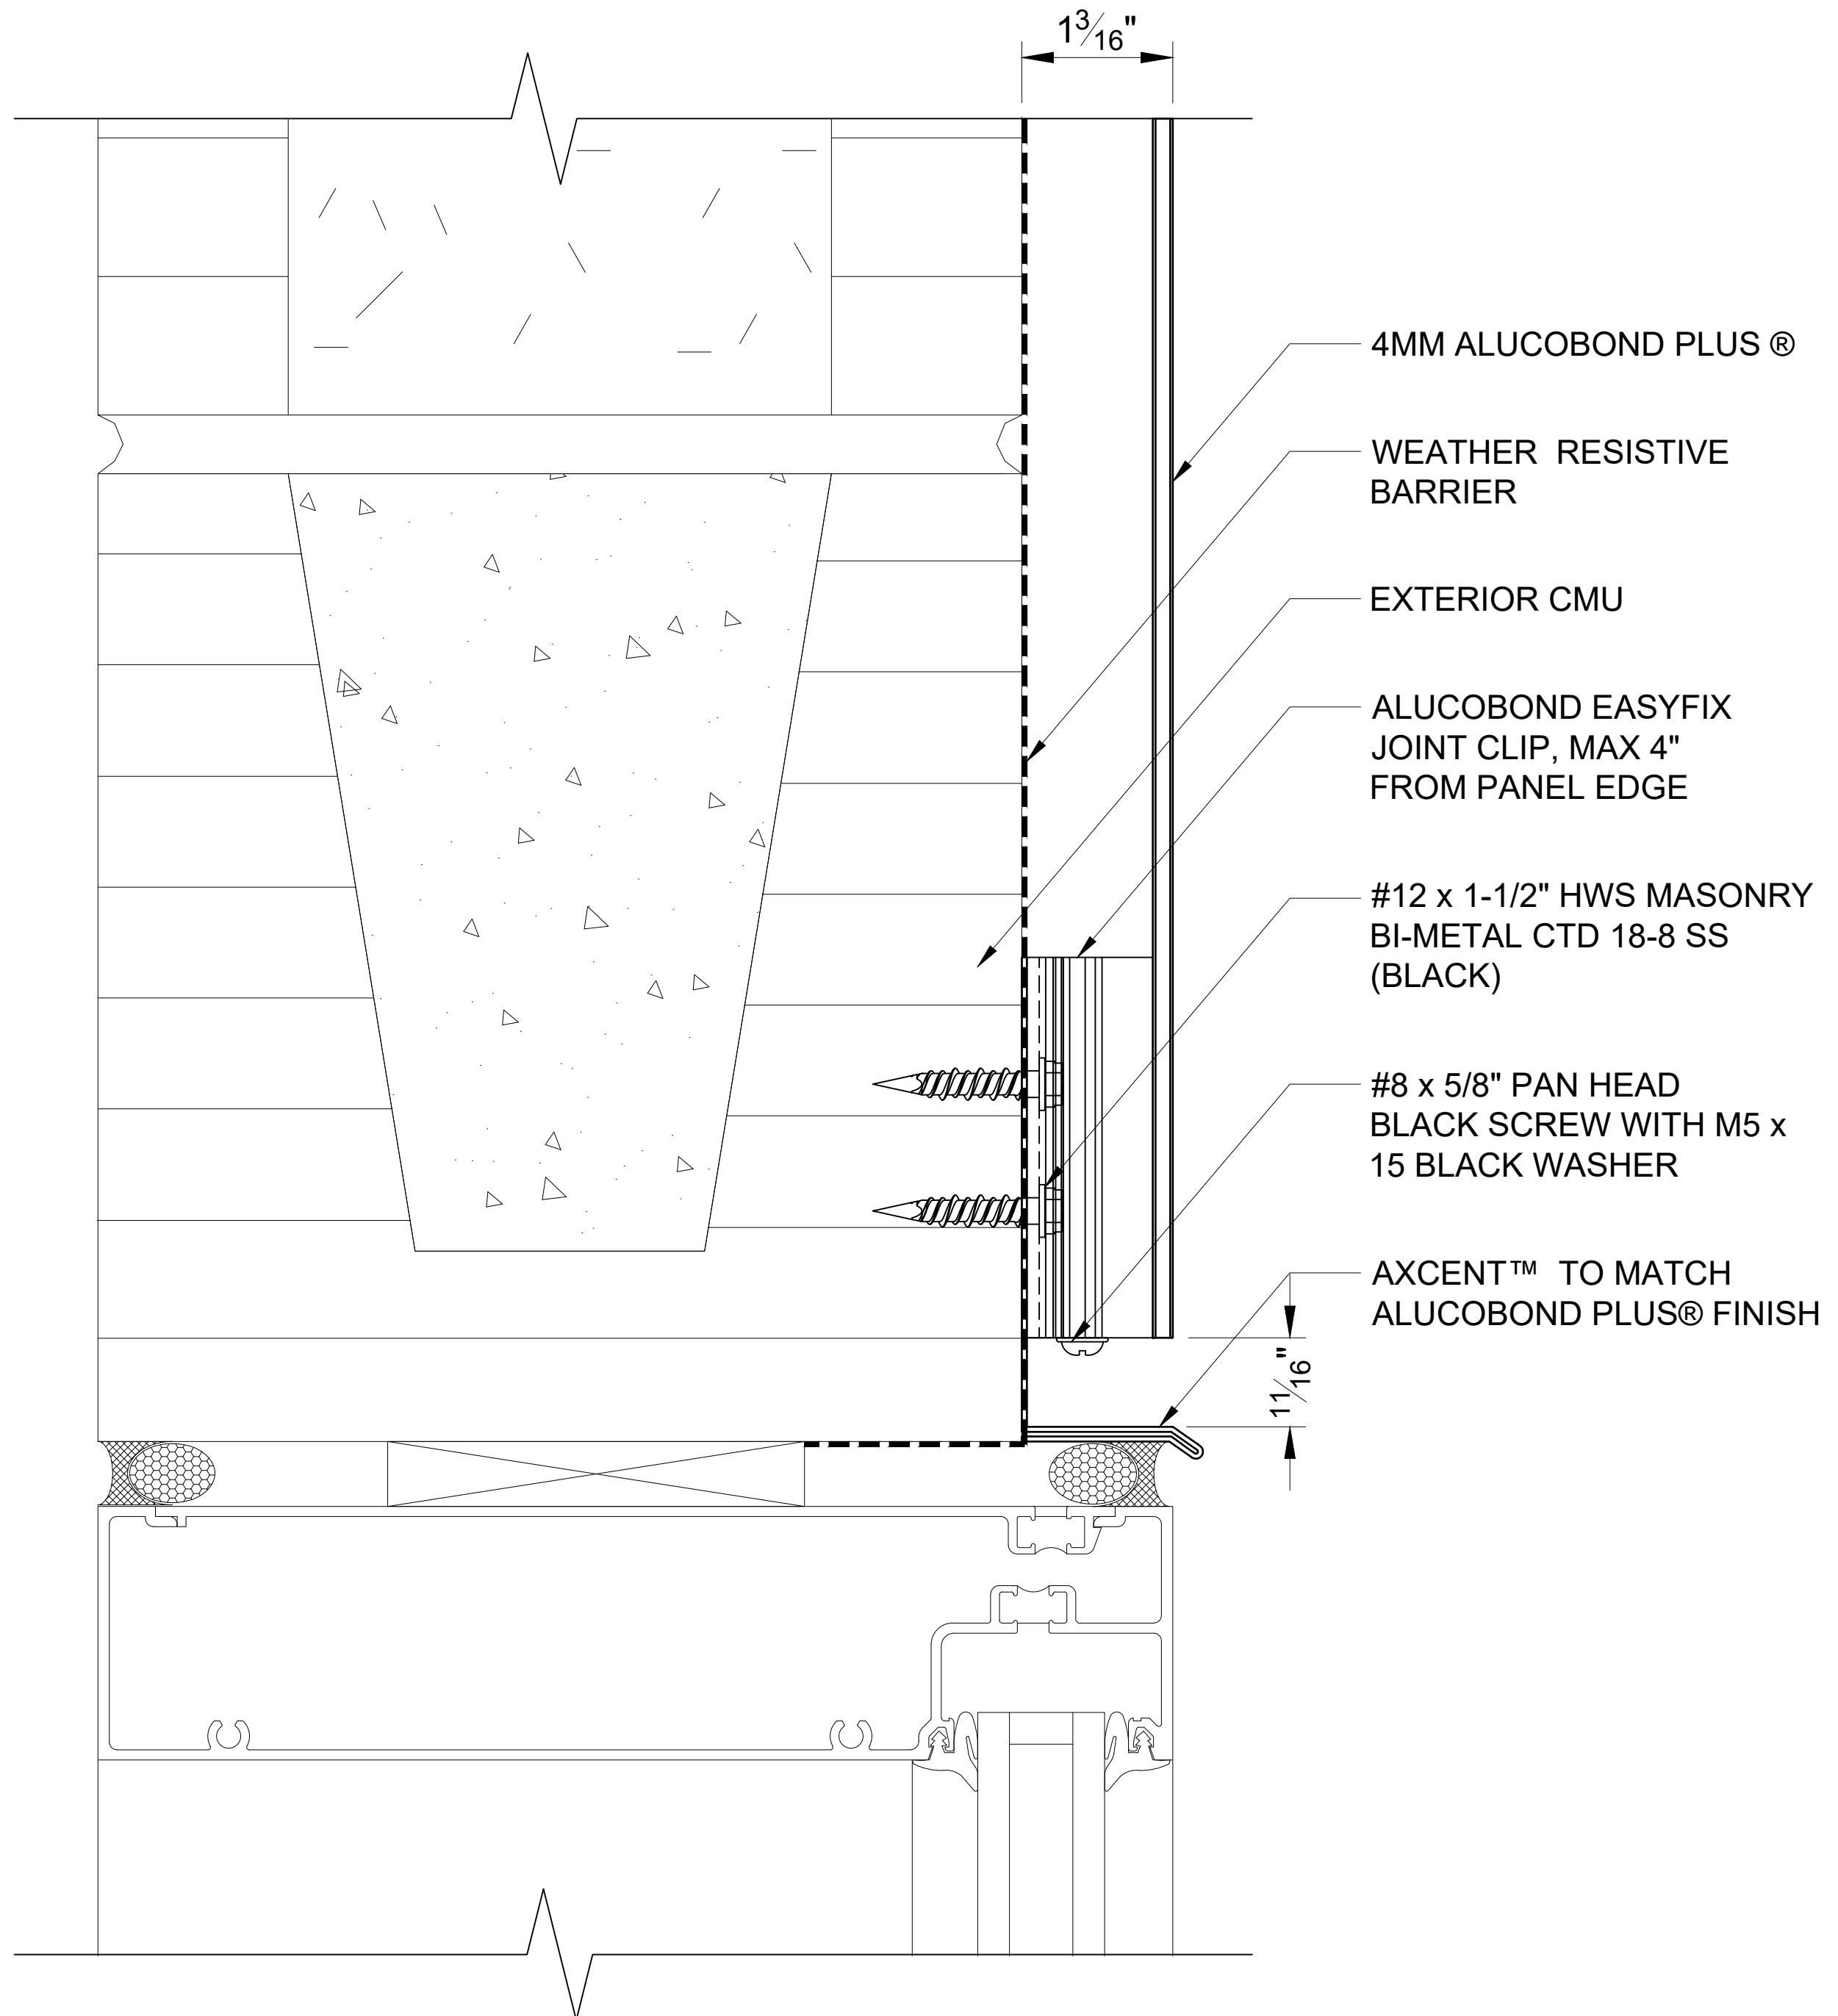 1 3/16"
4MM ALUCOBOND PLUS ®
WEATHER RESISTIVE
BARRIER
EXTERIOR CMU
ALUCOBOND EASYFIX
JOINT CLIP, MAX 4"
FROM PANEL EDGE
#12 x 1-1/2" HWS MASONRY
BI-METAL CTD 18-8 SS
(BLACK)
#8 x 5/8" PAN HEAD
BLACK SCREW WITH M5 x
15 BLACK WASHER
AXCENT™ TO MATCH
ALUCOBOND PLUS® FINISH
11/16"